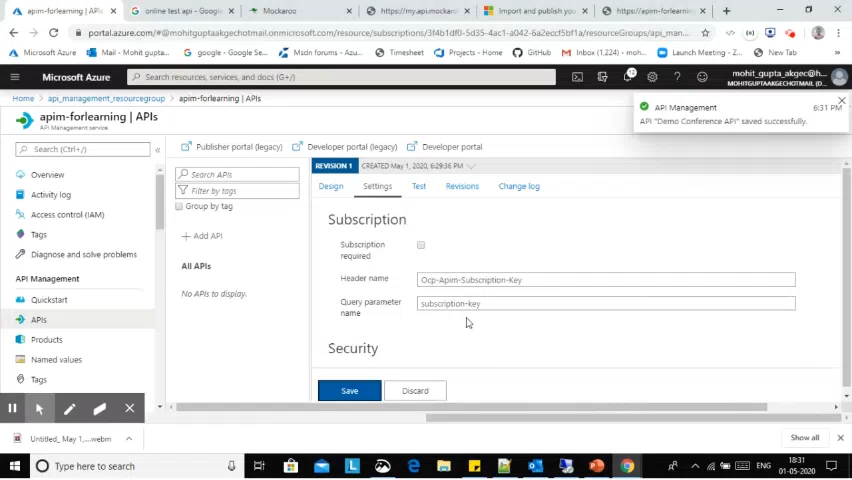 apim-forlearning | APIs
online test api - Googl
Mockaroo
https://my.api.mockaro
Import and publish you
https://apim-forlearnin
portal.azure.com/#@mohitguptaakgechotmail.onmicrosoft.com/resource/subscriptions/3f4b1df0-5d35-4ac1-a042-6a2eccf5bf1a/resourceGroups/api_man...
Microsoft Azure
Mail - Mohit gupta...
google - Google Se...
Msdn forums - Azu...
Timesheet
Projects - Home
GitHub
Inbox (1,224) - moh...
Launch Meeting - Z...
New Tab
Microsoft Azure
Search resources, services, and docs (G+/)
mohit_gupta_akgec@h...
MOHITGUPTAAKGECHOTMAIL (D...
Home > api_management_resourcegroup > apim-forlearning | APIs
apim-forlearning | APIs
API Management service
API Management
6:31 PM
API "Demo Conference API" saved successfully.
Search (Ctrl+/)
Publisher portal (legacy)
Developer portal (legacy)
Developer portal
Overview
Activity log
Access control (IAM)
Tags
Diagnose and solve problems
API Management
Quickstart
APIs
Products
Named values
Tags
Search APIs
Filter by tags
Group by tag
+ Add API
All APIs
No APIs to display.
REVISION 1
CREATED May 1, 2020, 6:29:36 PM
Design
Settings
Test
Revisions
Change log
Subscription
Subscription
required
Header name
Ocp-Apim-Subscription-Key
Query parameter
name
subscription-key
Security
Save
Discard
Untitled_ May 1,....webm
Show all
Type here to search
ENG
18:31
01-05-2020